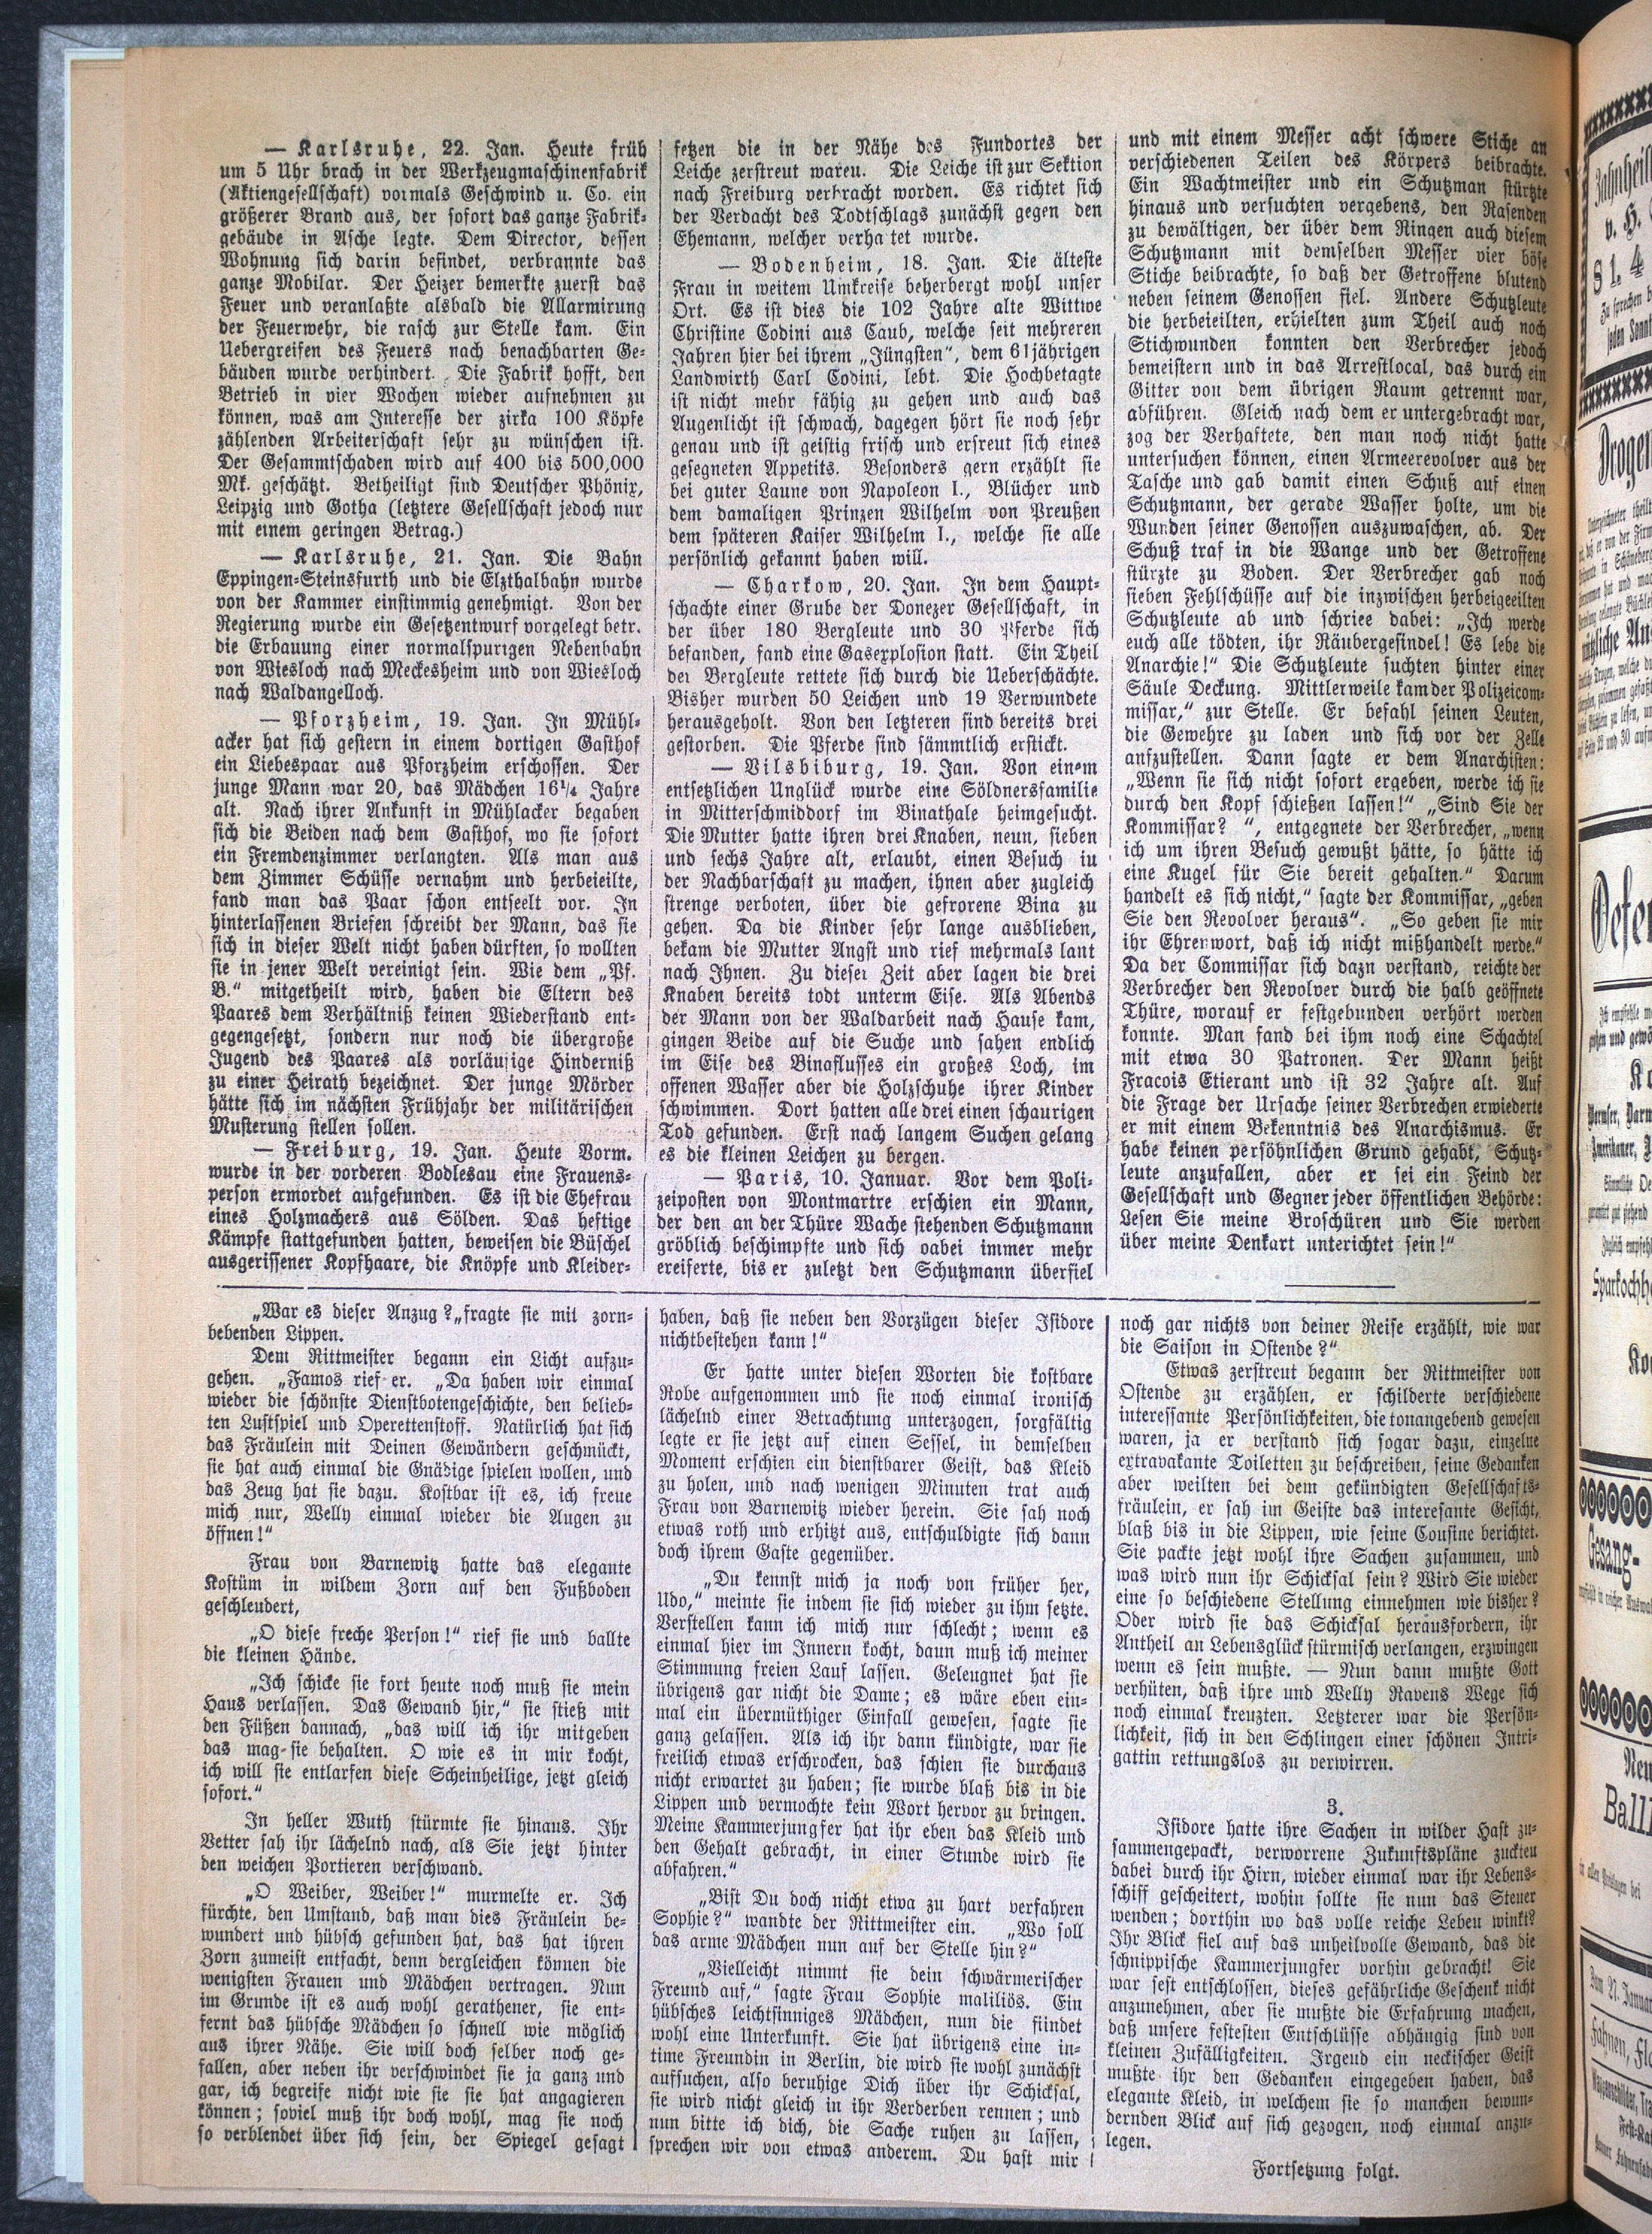 — Karlsruhe, 22. Jan. Heute früh
um 5 Uhr brach in der Werkzeugmaschinenfabrik
(Aktiengesellschaft) vormals Geschwind u. Co. ein
größerer Brand aus, der sofort das ganze Fabrik-
gebäude in Asche legte. Dem Director, dessen
Wohnung sich darin befindet, verbrannte das
ganze Mobilar. Der Heizer bemerkte zuerst das
Feuer und veranlaßte alsbald die Allarmirung
der Feuerwehr, die rasch zur Stelle kam. Ein
Uebergreifen des Feuers nach benachbarten Ge-
bäuden wurde verhindert. Die Fabrik hofft, den
Betrieb in vier Wochen wieder aufnehmen zu
können, was am Interesse der zirka 100 Köpfe
zählenden Arbeiterschaft sehr zu wünschen ist.
Der Gesammtschaden wird auf 400 bis 500,000
Mk. geschätzt. Betheiligt sind Deutscher Phönix,
Leipzig und Gotha (letztere Gesellschaft jedoch nur
mit einem geringen Betrag.)
— Karlsruhe, 21. Jan. Die Bahn
Eppingen-Steinsfurth und die Elzthalbahn wurde
von der Kammer einstimmig genehmigt. Von der
Regierung wurde ein Gesetzentwurf vorgelegt betr.
die Erbauung einer normalspurigen Nebenbahn
von Wiesloch nach Meckesheim und von Wiesloch
nach Waldangelloch.
— Pforzheim, 19. Jan. In Mühl-
acker hat sich gestern in einem dortigen Gasthof
ein Liebespaar aus Pforzheim erschossen. Der
junge Mann war 20, das Mädchen 16¼ Jahre
alt. Nach ihrer Ankunft in Mühlacker begaben
sich die Beiden nach dem Gasthof, wo sie sofort
ein Fremdenzimmer verlangten. Als man aus
dem Zimmer Schüsse vernahm und herbeieilte,
fand man das Paar schon entseelt vor. In
hinterlassenen Briefen schreibt der Mann, das sie
sich in dieser Welt nicht haben dürften, so wollten
sie in jener Welt vereinigt sein. Wie dem „Pf.
B.“ mitgetheilt wird, haben die Eltern des
Paares dem Verhältniß keinen Wiederstand ent-
gegengesetzt, sondern nur noch die übergroße
Jugend des Paares als vorläufige Hinderniß
zu einer Heirath bezeichnet. Der junge Mörder
hätte sich im nächsten Frühjahr der militärischen
Musterung stellen sollen.
— Freiburg, 19. Jan. Heute Vorm.
wurde in der vorderen Bodlesau eine Frauens-
person ermordet aufgefunden. Es ist die Ehefrau
eines Holzmachers aus Sölden. Das heftige
Kämpfe stattgefunden hatten, beweisen die Büschel
ausgerissener Kopfhaare, die Knöpfe und Kleider-
fetzen die in der Nähe des Fundortes der
Leiche zerstreut waren. Die Leiche ist zur Sektion
nach Freiburg verbracht worden. Es richtet sich
der Verdacht des Todtschlags zunächst gegen den
Ehemann, welcher verha tet wurde.
— Bodenheim, 18. Jan. Die älteste
Frau in weitem Umkreise beherbergt wohl unser
Ort. Es ist dies die 102 Jahre alte Wittwe
Christine Codini aus Caub, welche seit mehreren
Jahren hier bei ihrem „Jüngsten“, dem 61jährigen
Landwirth Carl Codini, lebt. Die Hochbetagte
ist nicht mehr fähig zu gehen und auch das
Augenlicht ist schwach, dagegen hört sie noch sehr
genau und ist geistig frisch und ersreut sich eines
gesegneten Appetits. Besonders gern erzählt sie
bei guter Laune von Napoleon I., Blücher und
dem damaligen Prinzen Wilhelm von Preußen
dem späteren Kaiser Wilhelm I., welche sie alle
persönlich gekannt haben will.
— Charkow, 20. Jan. In dem Haupt-
schachte einer Grube der Donezer Gesellschaft, in
der über 180 Bergleute und 30 Pferde sich
befanden, fand eine Gasexplosion statt. Ein Theil
der Bergleute rettete sich durch die Ueberschächte.
Bisher wurden 50 Leichen und 19 Verwundete
herausgeholt. Von den letzteren sind bereits drei
gestorben. Die Pferde sind sämmtlich erstickt.
— Vilsbiburg, 19. Jan. Von einem
entsetzlichen Unglück wurde eine Söldnersfamilie
in Mitterschmiddorf im Binathale heimgesucht.
Die Mutter hatte ihren drei Knaben, neun, sieben
und sechs Jahre alt, erlaubt, einen Besuch iu
der Nachbarschaft zu machen, ihnen aber zugleich
strenge verboten, über die gefrorene Bina zu
gehen. Da die Kinder sehr lange ausblieben,
bekam die Mutter Angst und rief mehrmals lant
nach Ihnen. Zu dieser Zeit aber lagen die drei
Knaben bereits todt unterm Eise. Als Abends
der Mann von der Waldarbeit nach Hause kam,
gingen Beide auf die Suche und sahen endlich
im Eise des Binaflusses ein großes Loch, im
offenen Wasser aber die Holzschuhe ihrer Kinder
schwimmen. Dort hatten alle drei einen schaurigen
Tod gefunden. Erst nach langem Suchen gelang
es die kleinen Leichen zu bergen.
— Paris, 10. Januar. Vor dem Poli-
zeiposten von Montmartre erschien ein Mann,
der den an der Thüre Wache stehenden Schutzmann
gröblich beschimpfte und sich oabei immer mehr
ereiferte, bis er zuletzt den Schutzmann überfiel
und mit einem Messer acht schwere Stiche an
verschiedenen Teilen des Körpers beibrachte.
Ein Wachtmeister und ein Schutzman stürtzte
hinaus und versuchten vergebens, den Rasenden
zu bewältigen, der über dem Ringen auch diesem
Schutzmann mit demselben Messer vier böse
Stiche beibrachte, so daß der Getroffene blutend
neben seinem Genossen fiel. Andere Schutzleute
die herbeieilten, erhielten zum Theil auch noch
Stichwunden konnten den Verbrecher jedoch
bemeistern und in das Arrestlocal, das durch ein
Gitter von dem übrigen Raum getrennt war,
abführen. Gleich nach dem er untergebracht war,
zog der Verhaftete, den man noch nicht hatte
untersuchen können, einen Armeerevolver aus der
Tasche und gab damit einen Schuß auf einen
Schutzmann, der gerade Wasser holte, um die
Wunden seiner Genossen auszuwaschen, ab. Der
Schuß traf in die Wange und der Getroffene
stürzte zu Boden. Der Verbrecher gab noch
sieben Fehlschüsse auf die inzwischen herbeigeeilten
Schutzleute ab und schriee dabei: „Ich werde
euch alle tödten, ihr Räubergesindel! Es lebe die
Anarchie!“ Die Schutzleute suchten hinter einer
Säule Deckung. Mittlerweile kam der Polizeicom-
missar,“ zur Stelle. Er befahl seinen Leuten,
die Gewehre zu laden und sich vor der Zelle
anfzustellen. Dann sagte er dem Anarchisten:
„Wenn sie sich nicht sofort ergeben, werde ich sie
durch den Kopf schießen lassen!“ „Sind Sie der
Kommissar? “, entgegnete der Verbrecher, „wenn
ich um ihren Besuch gewußt hätte, so hätte ich
eine Kugel für Sie bereit gehalten.“ Darum
handelt es sich nicht,“ sagte der Kommissar, „geben
Sie den Revolver heraus“. „So geben sie mir
ihr Ehrenwort, daß ich nicht mißhandelt werde.“
Da der Commissar sich dazn verstand, reichte der
Verbrecher den Revolver durch die halb geöffnete
Thüre, worauf er festgebunden verhört werden
konnte. Man fand bei ihm noch eine Schachtel
mit etwa 30 Patronen. Der Mann heißt
Fracois Etierant und ist 32 Jahre alt. Auf
die Frage der Ursache seiner Verbrechen erwiederte
er mit einem Bekenntnis des Anarchismus. Er
habe keinen persöhnlichen Grund gehabt, Schutz-
leute anzufallen, aber er sei ein Feind der
Gesellschaft und Gegner jeder öffentlichen Behörde:
Lesen Sie meine Broschüren und Sie werden
über meine Denkart unterichtet sein!“
„War es dieser Anzug?„fragte sie mit zorn-
bebenden Lippen.
Dem Rittmeister begann ein Licht aufzu-
gehen. „Famos rief er. „Da haben wir einmal
wieder die schönste Dienstbotengeschichte, den belieb-
ten Lustspiel und Operettenstoff. Natürlich hat sich
das Fräulein mit Deinen Gewändern geschmückt,
sie hat auch einmal die Gnädige spielen wollen, und
das Zeug hat sie dazu. Kostbar ist es, ich freue
mich nur, Welly einmal wieder die Augen zu
öffnen!“
Frau von Barnewitz hatte das elegante
Kostüm in wildem Zorn auf den Fußboden
geschleudert,
„O diese freche Person!“ rief sie und ballte
die kleinen Hände.
„Ich schicke sie fort heute noch muß sie mein
Haus verlassen. Das Gewand hir,“ sie stieß mit
den Füßen dannach, „das will ich ihr mitgeben
das mag-sie behalten. O wie es in mir kocht,
ich will sie entlarfen diese Scheinheilige, jetzt gleich
sofort.“
In heller Wuth stürmte sie hinaus. Ihr
Vetter sah ihr lächelnd nach, als Sie jetzt hinter
den weichen Portieren verschwand.
„O Weiber, Weiber!“ murmelte er. Ich
fürchte, den Umstand, daß man dies Fräulein be-
wundert und hübsch gefunden hat, das hat ihren
Zorn zumeist entfacht, denn dergleichen können die
wenigsten Frauen und Mädchen vertragen. Nun
im Grunde ist es auch wohl gerathener, sie ent-
fernt das hübsche Mädchen so schnell wie möglich
aus ihrer Nähe. Sie will doch selber noch ge-
fallen, aber neben ihr verschwindet sie ja ganz und
gar, ich begreife nicht wie sie sie hat angagieren
können; soviel muß ihr doch wohl, mag sie noch
so verblendet über sich sein, der Spiegel gesagt
haben, daß sie neben den Vorzügen dieser Isidore
nichtbestehen kann!“
Er hatte unter diesen Worten die kostbare
Robe aufgenommen und sie noch einmal ironisch
lächelnd einer Betrachtung unterzogen, sorgfältig
legte er sie jetzt auf einen Sessel, in demselben
Moment erschien ein dienstbarer Geist, das Kleid
zu holen, und nach wenigen Minuten trat auch
Frau von Barnewitz wieder herein. Sie sah noch
etwas roth und erhitzt aus, entschuldigte sich dann
doch ihrem Gaste gegenüber.
„Du kennst mich ja noch von früher her,
Udo,“ meinte sie indem sie sich wieder zu ihm setzte.
Verstellen kann ich mich nur schlecht; wenn es
einmal hier im Innern kocht, daun muß ich meiner
Stimmung freien Lauf lassen. Geleugnet hat sie
übrigens gar nicht die Dame; es wäre eben ein-
mal ein übermüthiger Einfall gewesen, sagte sie
ganz gelassen. Als ich ihr dann kündigte, war sie
freilich etwas erschrocken, das schien sie durchaus
nicht erwartet zu haben; sie wurde blaß bis in die
Lippen und vermochte kein Wort hervor zu bringen.
Meine Kammerjungfer hat ihr eben das Kleid und
den Gehalt gebracht, in einer Stunde wird sie
abfahren.“
„Bist Du doch nicht etwa zu hart verfahren
Sophie?“ wandte der Rittmeister ein. „Wo soll
das arme Mädchen nun auf der Stelle hin?“
„Vielleicht nimmt sie dein schwärmerischer
Freund auf,“ sagte Frau Sophie maliliös. Ein
hübsches leichtsinniges Mädchen, nun die fiindet
wohl eine Unterkunft. Sie hat übrigens eine in-
time Freundin in Berlin, die wird sie wohl zunächst
aufsuchen, also beruhige Dich über ihr Schicksal,
sie wird nicht gleich in ihr Verderben rennen; und
nun bitte ich dich, die Sache ruhen zu lassen,
sprechen wir von etwas anderem. Du hast mir
noch gar nichts von deiner Reise erzählt, wie war
die Saison in Ostende?“
Etwas zerstreut begann der Rittmeister von
Ostende zu erzählen, er schilderte verschiedene
interessante Persönlichkeiten, die tonangebend gewesen
waren, ja er verstand sich sogar dazu, einzelne
extravakante Toiletten zu beschreiben, seine Gedanken
aber weilten bei dem gekündigten Gesellschafts-
fräulein, er sah im Geiste das interesante Gesicht,
blaß bis in die Lippen, wie seine Cousine berichtet.
Sie packte jetzt wohl ihre Sachen zusammen, und
was wird nun ihr Schicksal sein? Wird Sie wieder
eine so beschiedene Stellung einnehmen wie bisher?
Oder wird sie das Schicksal herausfordern, ihr
Antheil an Lebensglück stürmisch verlangen, erzwingen
wenn es sein mußte. — Nun dann mußte Gott
verhüten, daß ihre und Welly Ravens Wege sich
noch einmal kreuzten. Letzterer war die Persön-
lichkeit, sich in den Schlingen einer schönen Intri-
gattin rettungslos zu verwirren.
3.
Isidore hatte ihre Sachen in wilder Hast zu-
sammengepackt, verworrene Zukunftspläne zuckten
dabei durch ihr Hirn, wieder einmal war ihr Lebens-
schiff gescheitert, wohin sollte sie nun das Steuer
wenden; dorthin wo das volle reiche Leben winkt?
Ihr Blick fiel auf das unheilvolle Gewand, das die
schnippische Kammerjungfer vorhin gebracht! Sie
war fest entschlossen, dieses gefährliche Geschenk nicht
anzunehmen, aber sie mußte die Erfahrung machen,
daß unsere festesten Entschlüsse abhängig sind von
kleinen Zufälligkeiten. Irgend ein neckischer Geist
mußte ihr den Gedanken eingegeben haben, das
elegante Kleid, in welchem sie so manchen bewun-
dernden Blick auf sich gezogen, noch einmal anzu-
legen.
Fortsetzung folgt.
v. H.
Gesang-